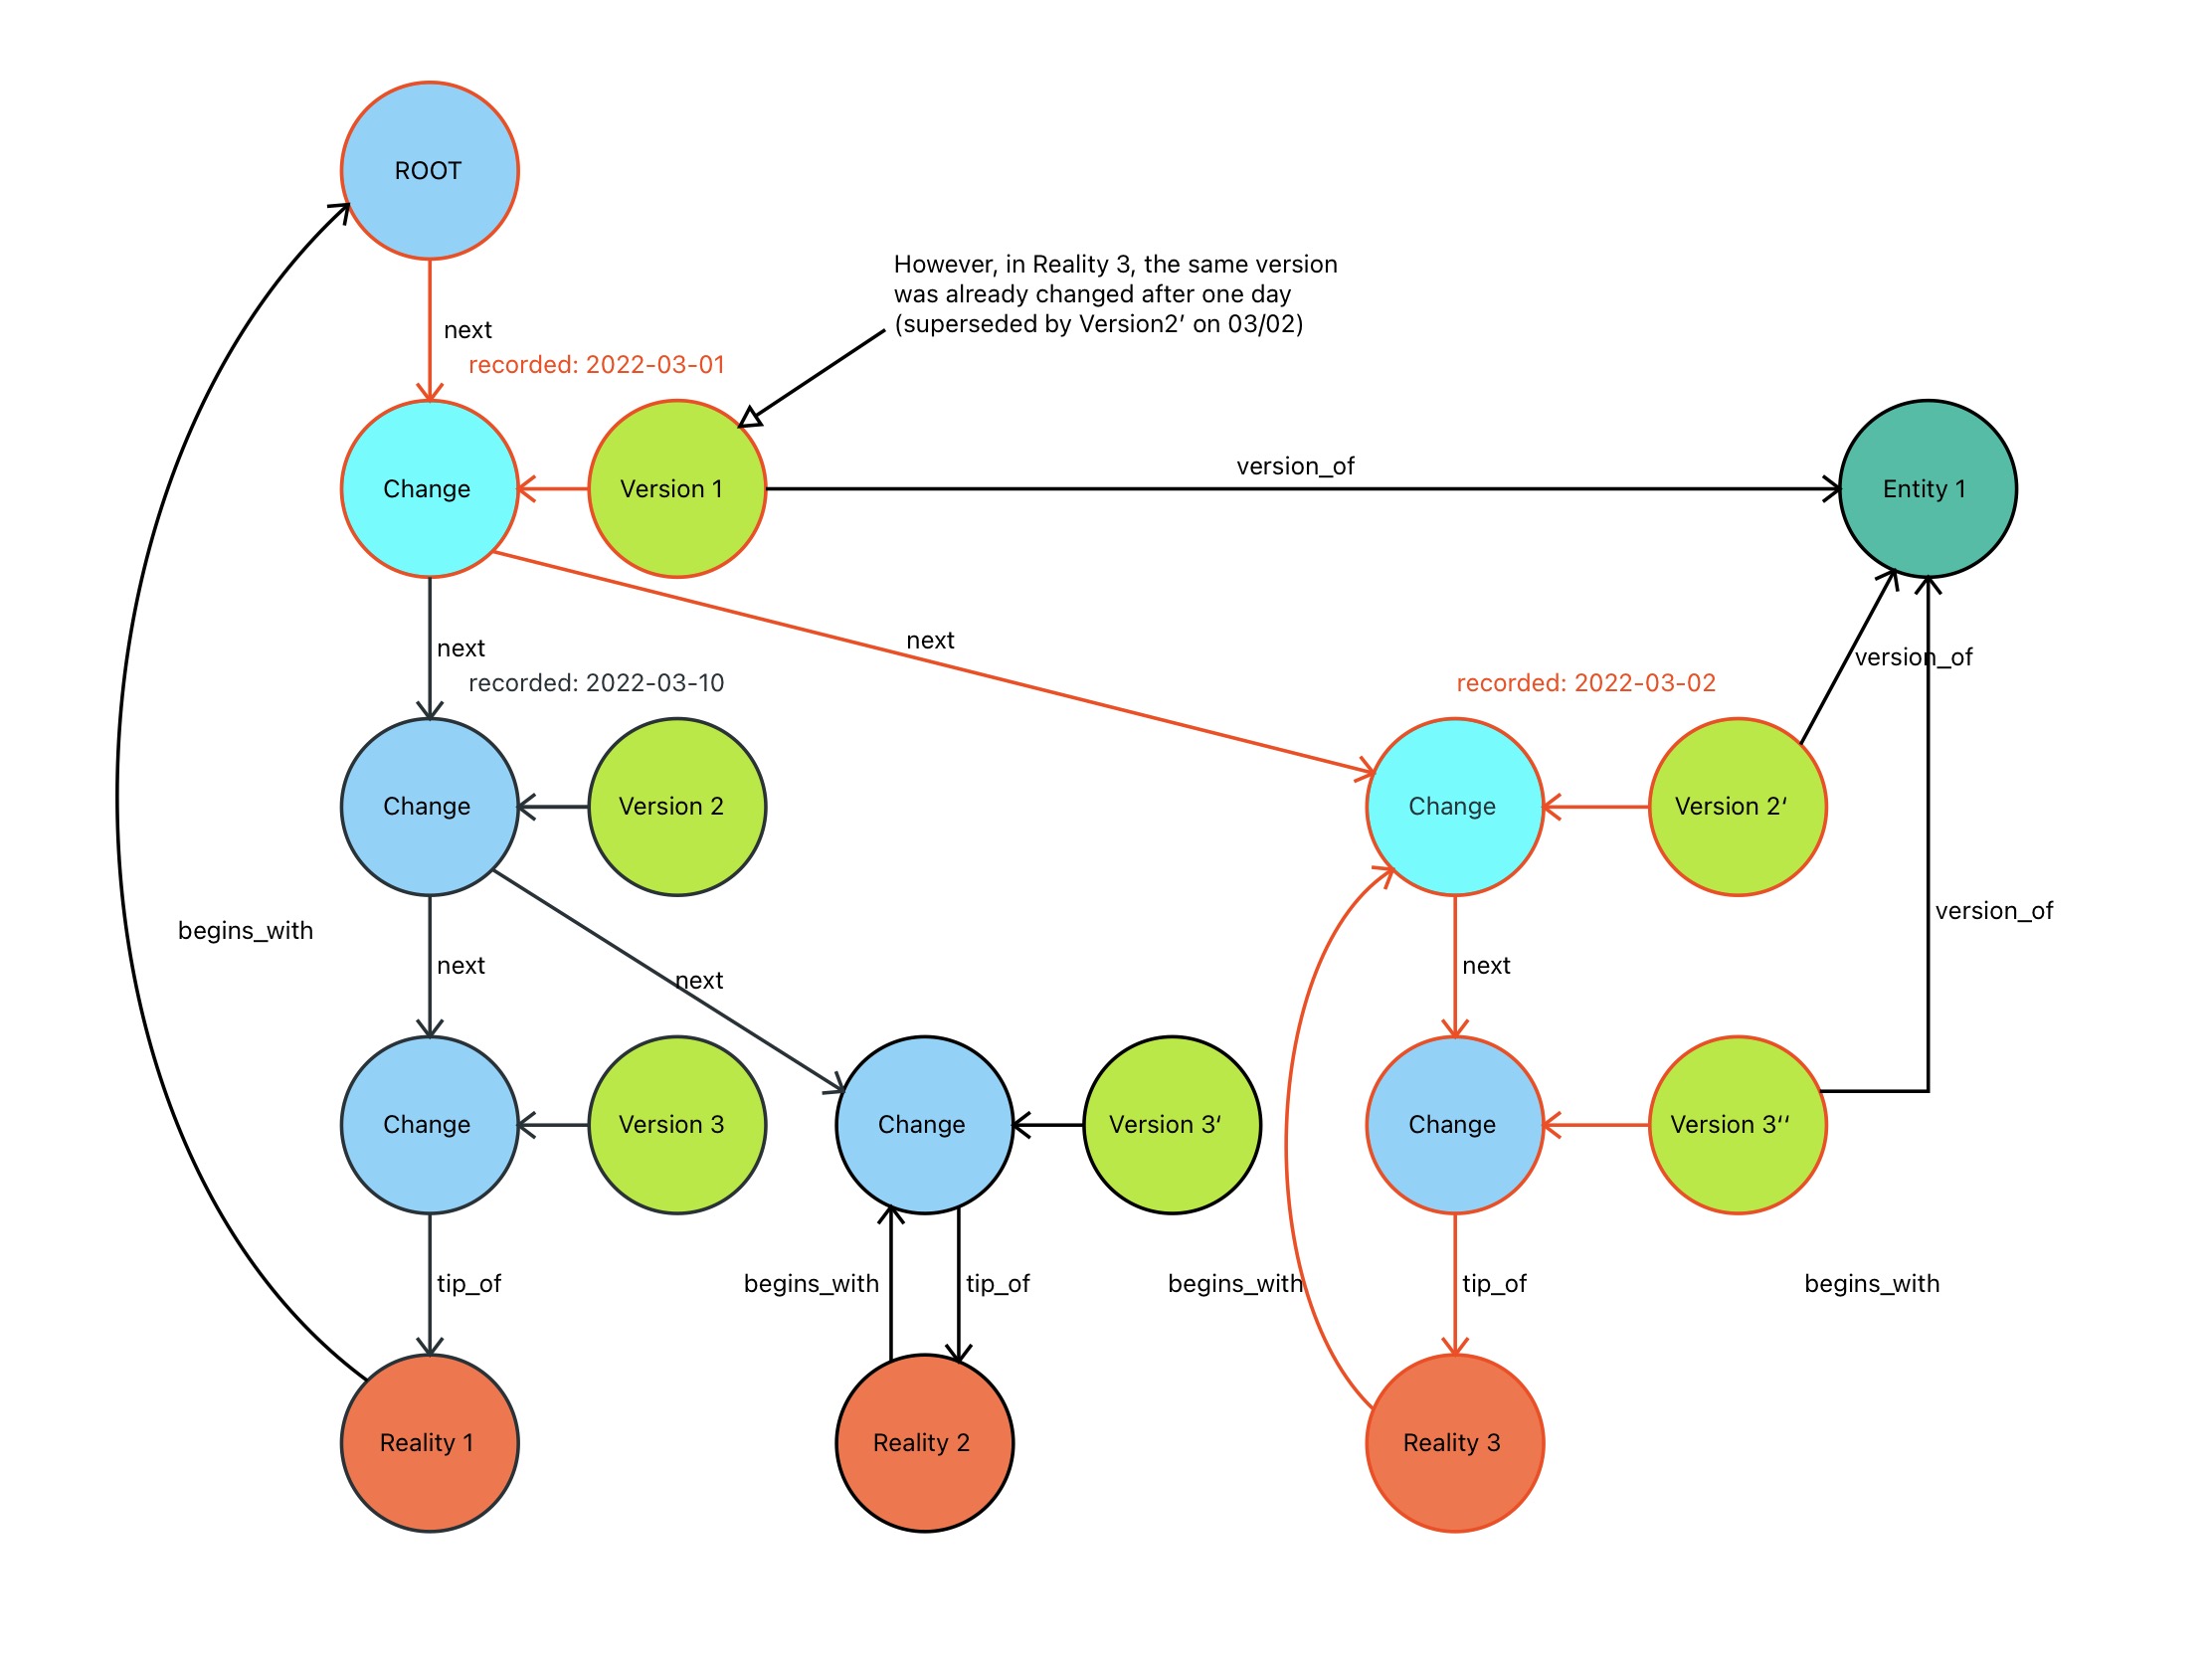 ROOT
However, in Reality 3, the same version
was already changed after one day
(superseded by Version2’ on 03/02)
next
recorded: 2022-03-01
version_of
Change
Version 1
Entity 1
next
next
version_of
recorded: 2022-03-10
recorded: 2022-03-02
Change
Version 2
Change
Version 2‘
version_of
begins_with
next
next
next
Change
Version 3
Change
Version 3‘
Change
Version 3‘‘
tip_of
begins_with
tip_of
begins_with
tip_of
begins_with
Reality 1
Reality 2
Reality 3